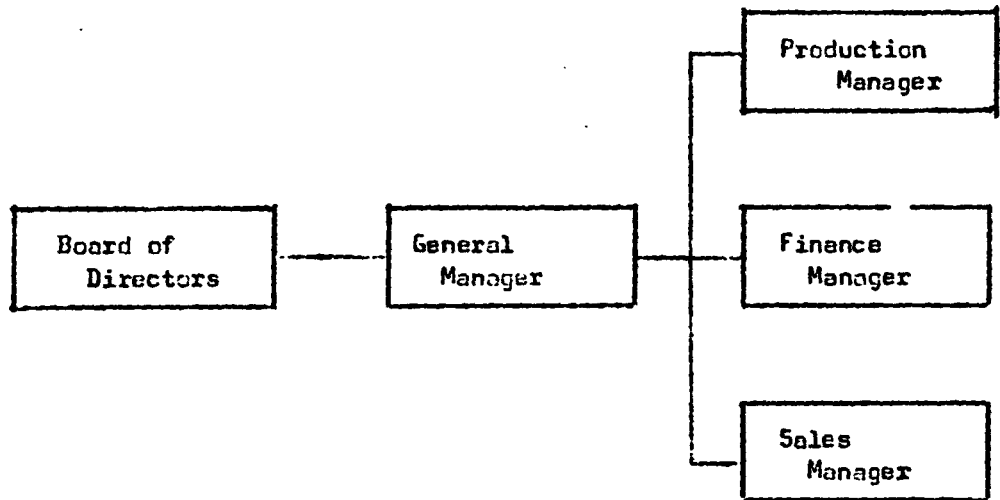 Production
Manager
Board of
Directors
General
Manager
Finance
Manager
Sales
Manager